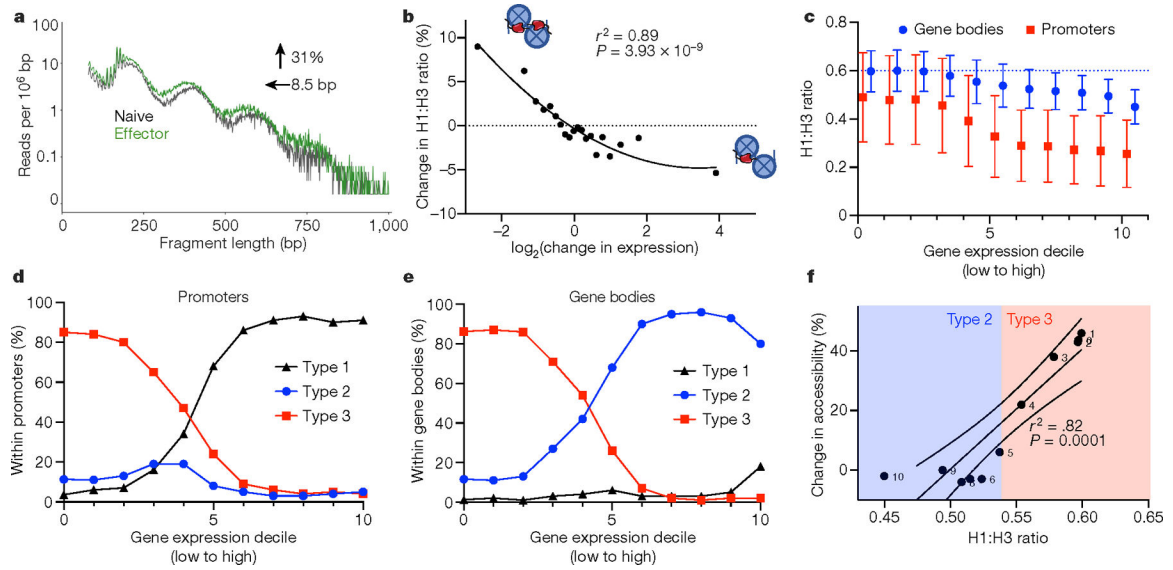 a
Reads per 10⁶ bp
100
10
1
0.1
0
31%
8.5 bp
Naive
Effector
0
250
500
750
1,000
Fragment length (bp)
b
Change in H1:H3 ratio (%)
10
5
0
−5
−10
r² = 0.89
P = 3.93 × 10⁻⁹
−2
0
2
4
log₂(change in expression)
c
Gene bodies
Promoters
H1:H3 ratio
0.8
0.6
0.4
0.2
0
0
5
10
Gene expression decile
(low to high)
d
Promoters
Within promoters (%)
100
80
60
40
20
0
Type 1
Type 2
Type 3
0
5
10
Gene expression decile
(low to high)
e
Gene bodies
Within gene bodies (%)
100
80
60
40
20
0
Type 1
Type 2
Type 3
0
5
10
Gene expression decile
(low to high)
f
Change in accessibility (%)
40
20
0
Type 2
Type 3
1
2
3
4
5
6
9
10
r² = .82
P = 0.0001
0.45
0.50
0.55
0.60
0.65
H1:H3 ratio